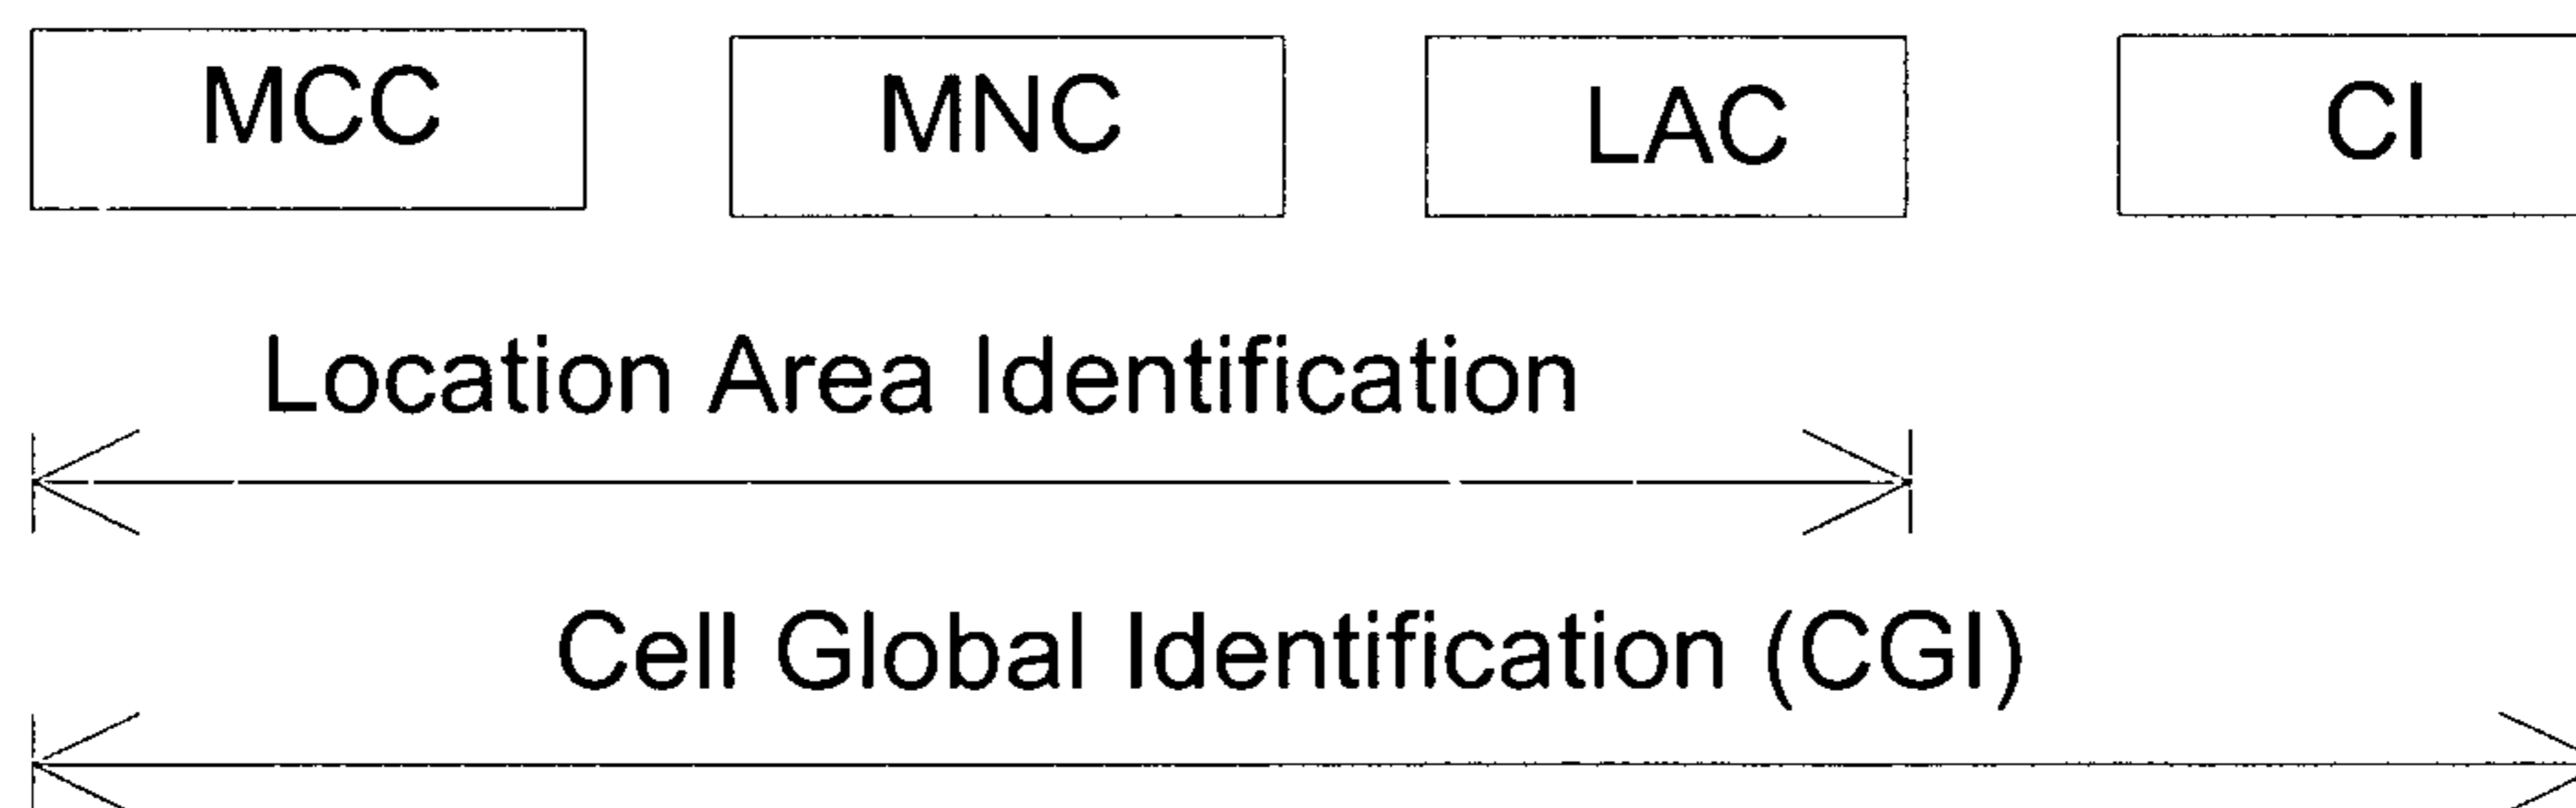 MCC MNC LAC CI
Location Area Identification
Cell Global Identification (CGI)